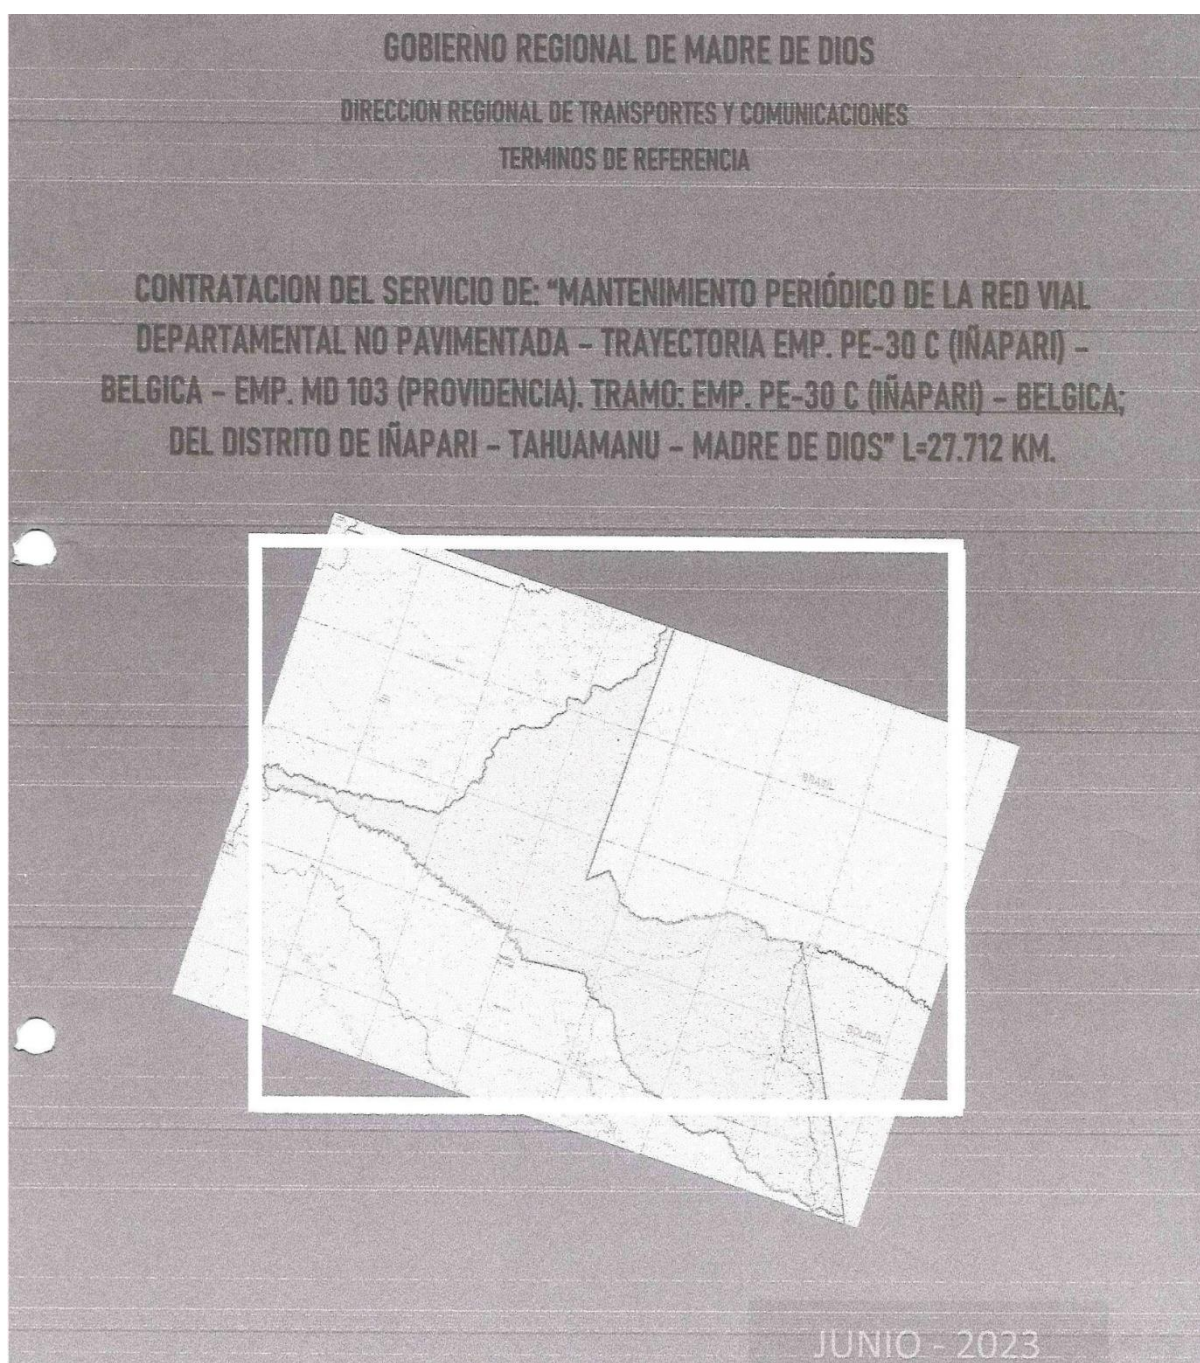 GOBIERNO REGIONAL DE MADRE DE DIOS
DIRECCION REGIONAL DE TRANSPORTES Y COMUNICACIONES
TERMINOS DE REFERENCIA
CONTRATACION DEL SERVICIO DE: “MANTENIMIENTO PERIÓDICO DE LA RED VIAL
DEPARTAMENTAL NO PAVIMENTADA – TRAYECTORIA EMP. PE-30 C (IÑAPARI) –
BELGICA – EMP. MD 103 (PROVIDENCIA). TRAMO: EMP. PE-30 C (IÑAPARI) – BELGICA;
DEL DISTRITO DE IÑAPARI – TAHUAMANU – MADRE DE DIOS” L=27.712 KM.
BRASIL
BOLIVIA
JUNIO - 2023